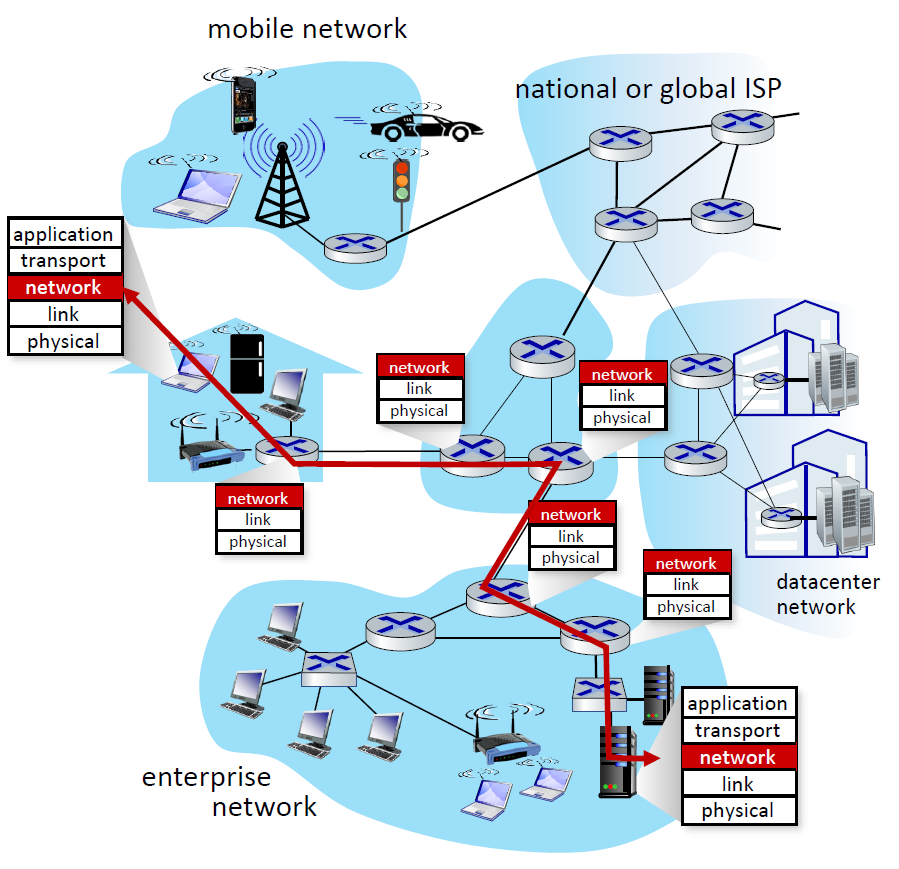 mobile network
national or global ISP
application
transport
network
link
physical
network
link
physical
network
link
physical
network
link
physical
network
link
physical
network
link
physical
datacenter
network
application
transport
network
link
physical
enterprise
network